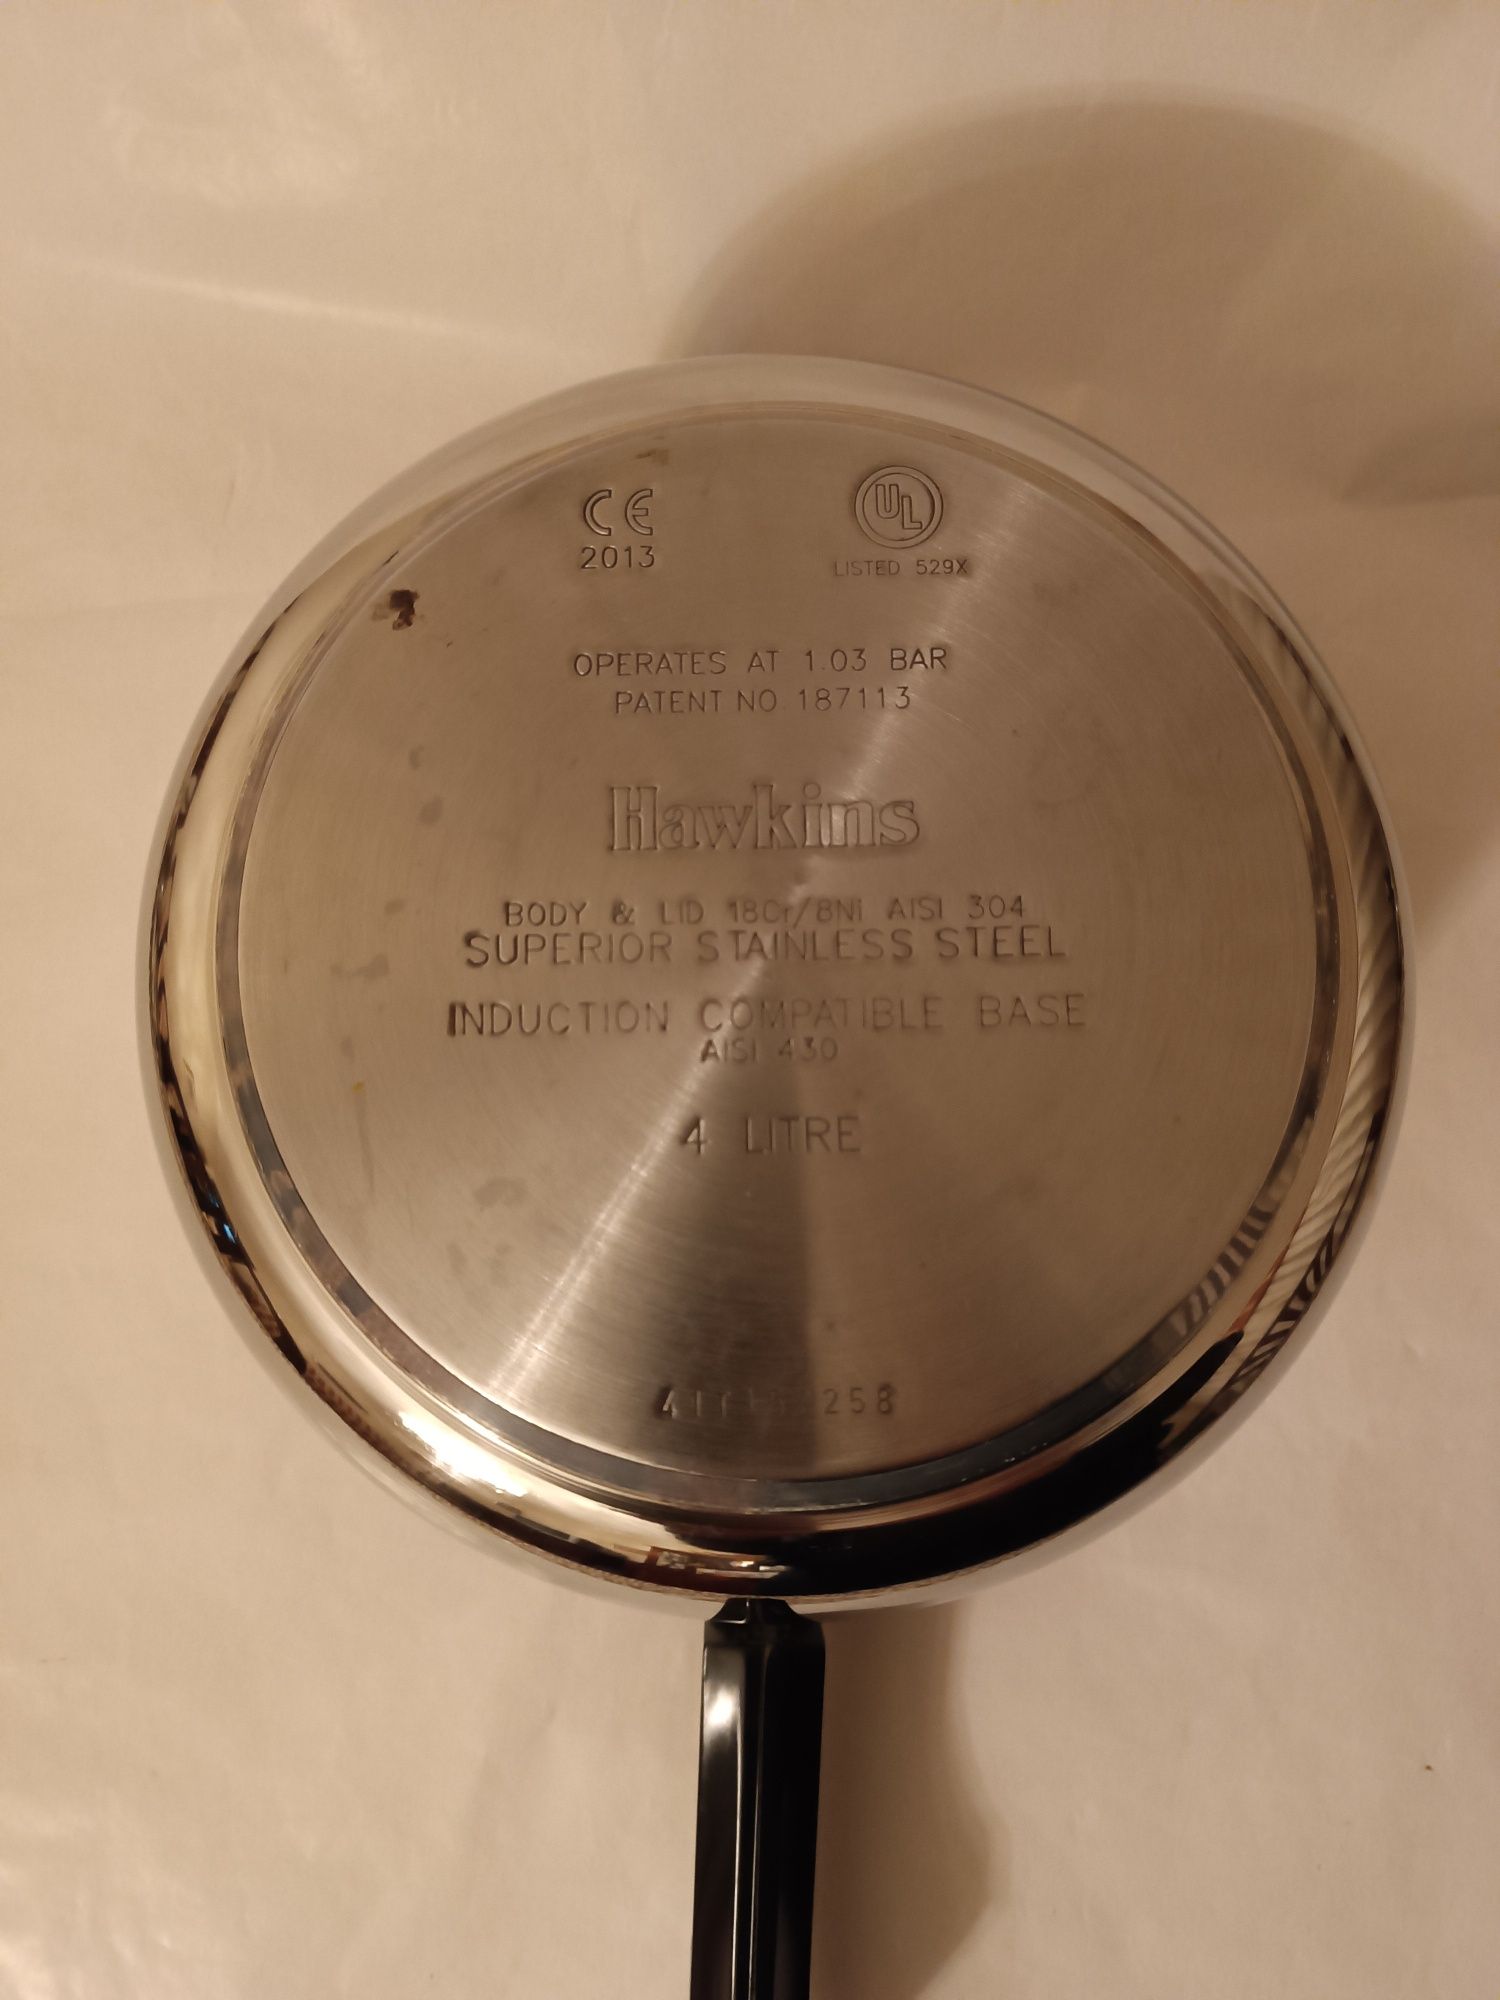 CE
2013
UL
LISTED 529X
OPERATES AT 1.03 BAR
PATENT NO 187113
Hawkins
BODY & LID 18Cr/8Ni AISI 304
SUPERIOR STAINLESS STEEL
INDUCTION COMPATIBLE BASE
AISI 430
4 LITRE